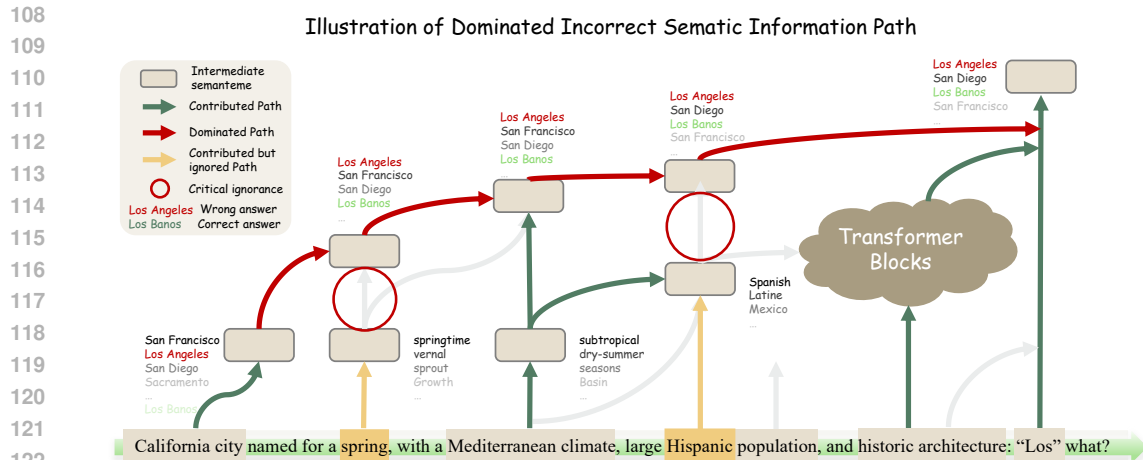 108
109
110
111
112
113
114
115
116
117
118
119
120
121
Illustration of Dominated Incorrect Sematic Information Path
Intermediate
semanteme
Contributed Path
Dominated Path
Contributed but
ignored Path
Critical ignorance
Los Angeles Wrong answer
Los Banos Correct answer
San Francisco
Los Angeles
San Diego
Sacramento
...
Los Banos
Los Angeles
San Francisco
San Diego
Los Banos
...
springtime
vernal
sprout
Growth
...
Los Angeles
San Francisco
San Diego
Los Banos
...
subtropical
dry-summer
seasons
Basin
...
Los Angeles
San Diego
Los Banos
San Francisco
...
Spanish
Latine
Mexico
...
Transformer
Blocks
Los Angeles
San Diego
Los Banos
San Francisco
...
California city named for a spring, with a Mediterranean climate, large Hispanic population, and historic architecture: “Los” what?